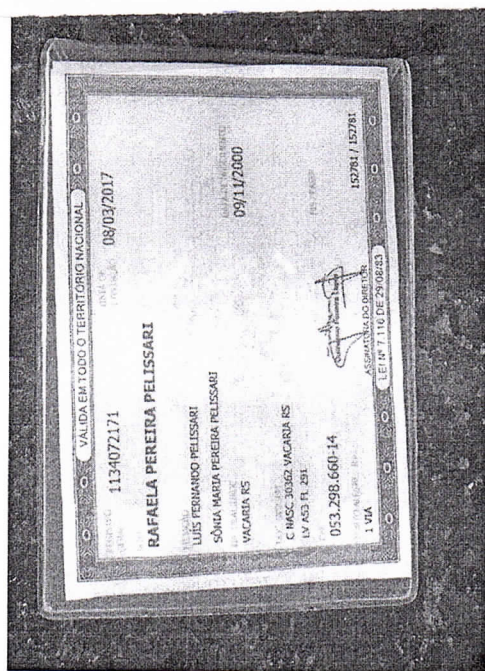 VÁLIDA EM TODO O TERRITÓRIO NACIONAL
1134072171
08/03/2017
RAFAELA PEREIRA PELISSARI
LUIS FERNANDO PELISSARI
SÔNIA MARIA PEREIRA PELISSARI
VACARIA RS
09/11/2000
C NASC 30362 VACARIA RS
LV A53 FL 291
053.298.660-14
1 VIA
152781 / 152781
ASSINATURA DO DIRETOR
LEI Nº 7.116 DE 29/08/83